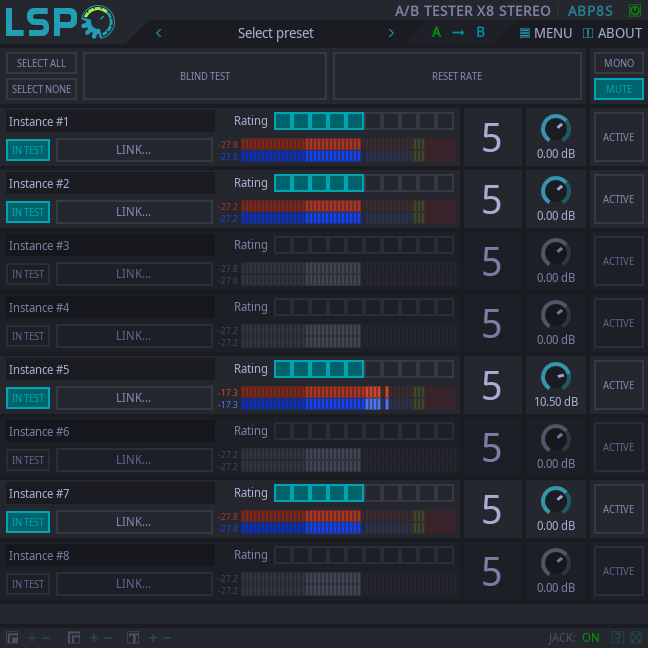 LSP
A/B TESTER X8 STEREO ABP8S
Select preset
A B
MENU ABOUT
SELECT ALL
SELECT NONE
BLIND TEST
RESET RATE
MONO
MUTE
Instance #1
Rating
IN TEST LINK...
-27.8
-27.8
5
0.00 dB
ACTIVE
Instance #2
Rating
IN TEST LINK...
-27.2
-27.2
5
0.00 dB
ACTIVE
Instance #3
Rating
IN TEST LINK...
-27.8
-27.8
5
0.00 dB
ACTIVE
Instance #4
Rating
IN TEST LINK...
-27.2
-27.2
5
0.00 dB
ACTIVE
Instance #5
Rating
IN TEST LINK...
-17.3
-17.3
5
10.50 dB
ACTIVE
Instance #6
Rating
IN TEST LINK...
-27.2
-27.2
5
0.00 dB
ACTIVE
Instance #7
Rating
IN TEST LINK...
-27.8
-27.8
5
0.00 dB
ACTIVE
Instance #8
Rating
IN TEST LINK...
-27.2
-27.2
5
0.00 dB
ACTIVE
JACK: ON